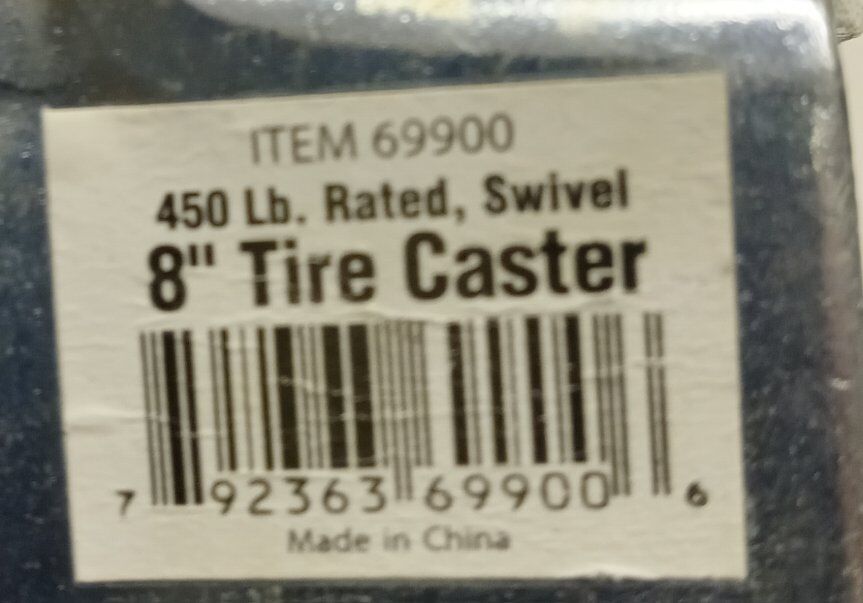 ITEM 69900
450 Lb. Rated, Swivel
8" Tire Caster
7 92363 69900 6
Made in China